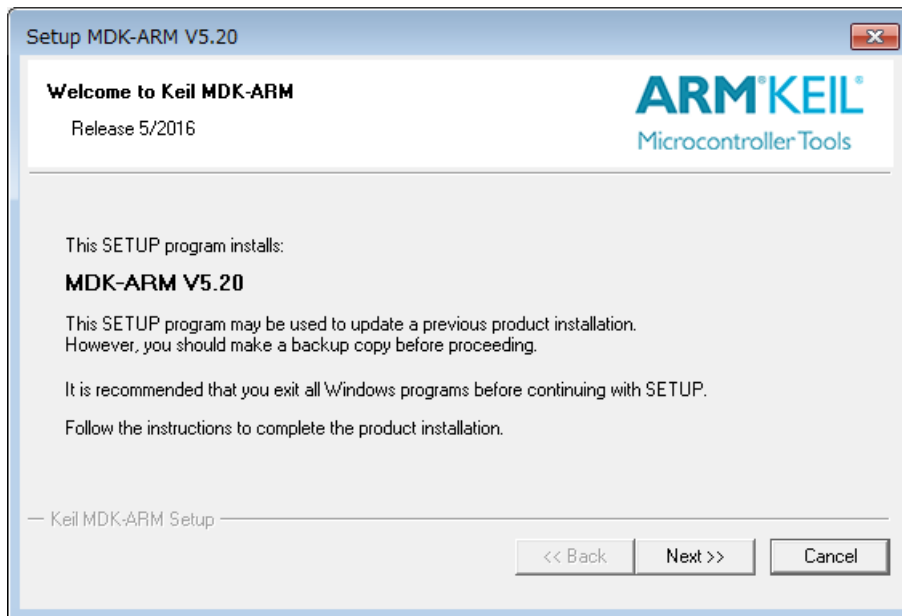 Setup MDK-ARM V5.20
Welcome to Keil MDK-ARM
Release 5/2016
ARM®KEIL®
Microcontroller Tools
This SETUP program installs:
MDK-ARM V5.20
This SETUP program may be used to update a previous product installation.
However, you should make a backup copy before proceeding.
It is recommended that you exit all Windows programs before continuing with SETUP.
Follow the instructions to complete the product installation.
Keil MDK-ARM Setup
<< Back Next >> Cancel